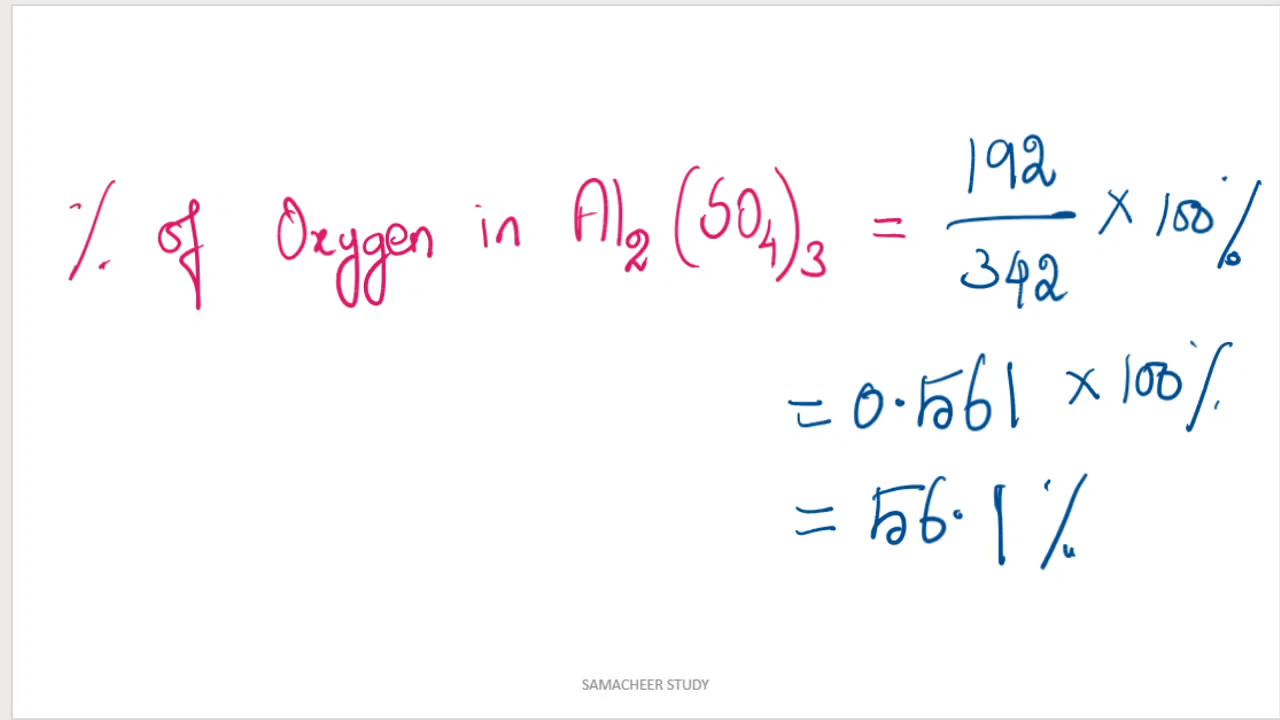 % of Oxygen in Al₂(SO₄)₃ = 192/342 × 100%
= 0.561 × 100%
= 56.1%
SAMACHEER STUDY